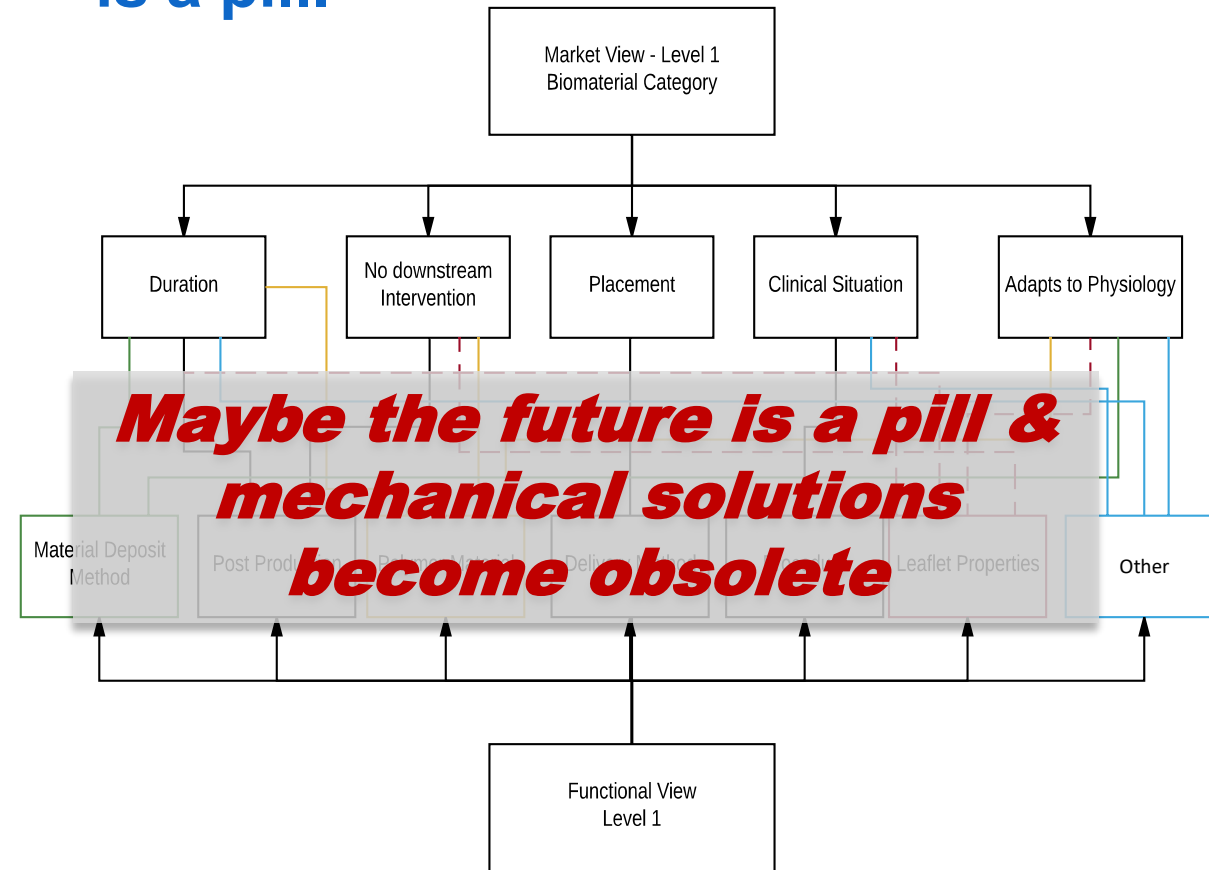 is a pill
Market View - Level 1
Biomaterial Category
Duration
No downstream
Intervention
Placement
Clinical Situation
Adapts to Physiology
Maybe the future is a pill &
mechanical solutions
become obsolete
Material Deposit
Method
Post
Leaflet Properties
Other
Functional View
Level 1